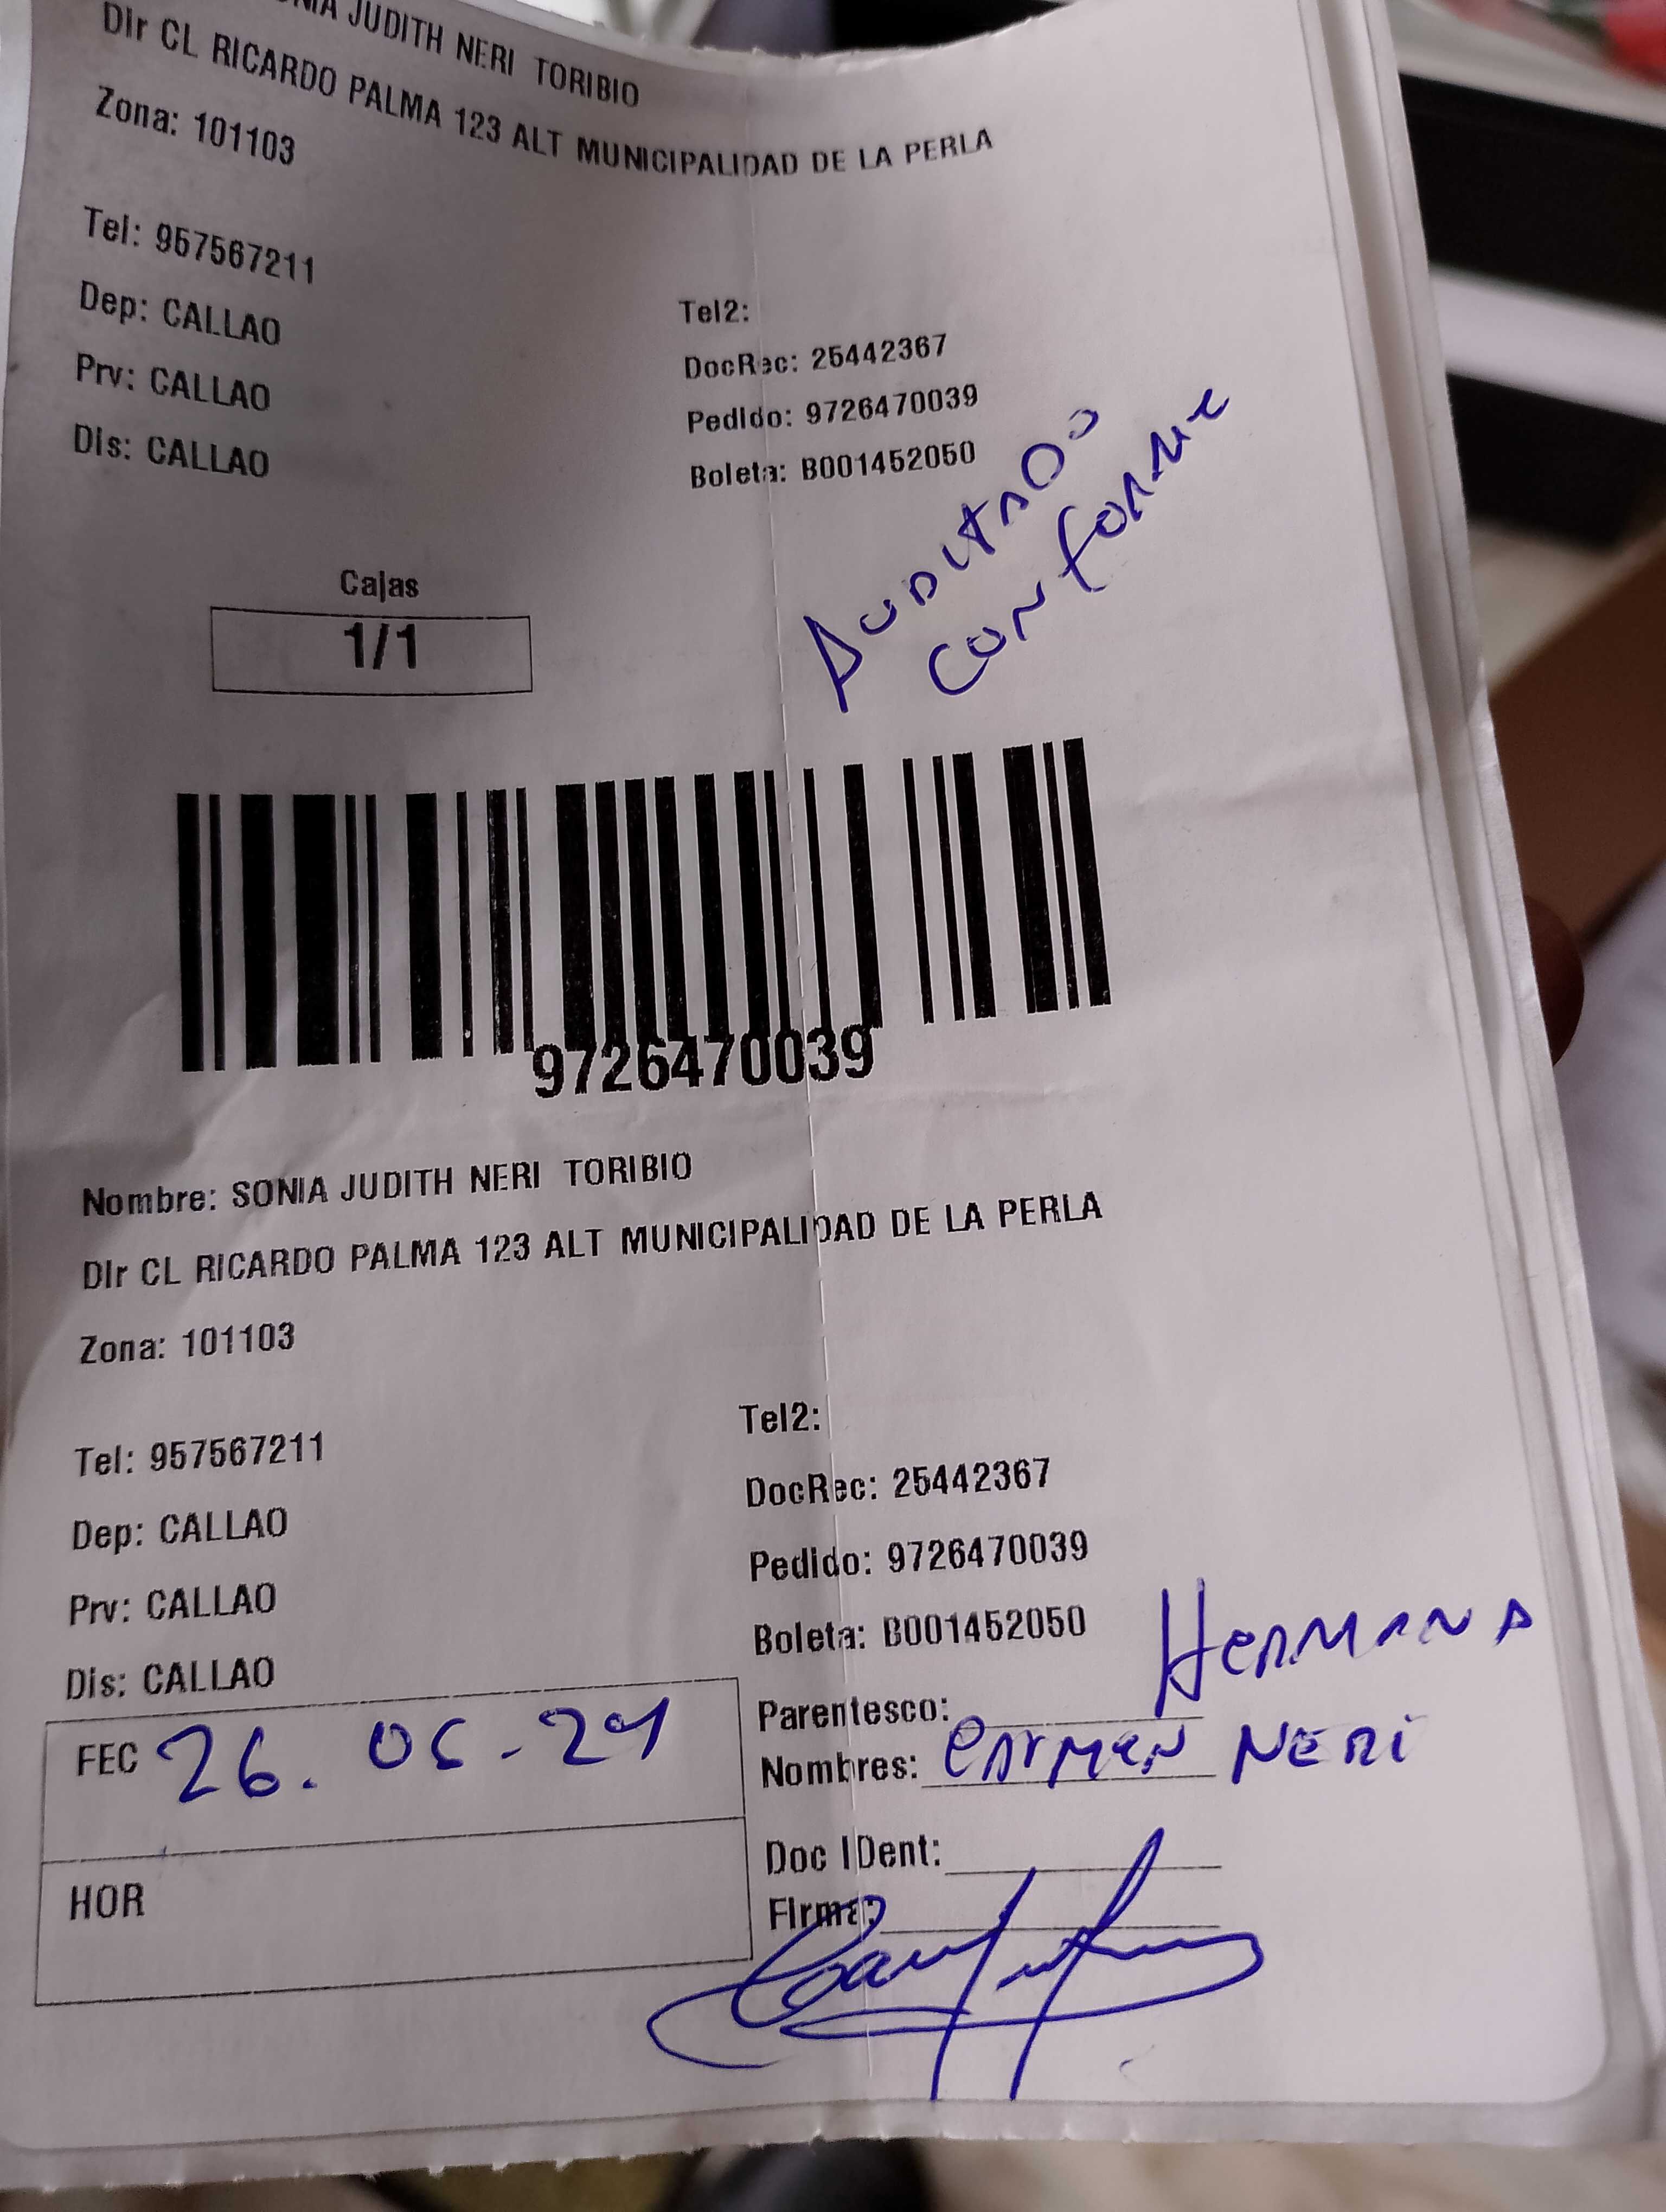 NIA JUDITH NERI TORIBIO
Dir CL RICARDO PALMA 123 ALT MUNICIPALIDAD DE LA PERLA
Zona: 101103
Tel: 957567211
Tel2:
Dep: CALLAO
DocRec: 25442367
Prv: CALLAO
Pedido: 9726470039
Dis: CALLAO
Boleta: B001452050
AUDITADO
CONFORME
Cajas
1/1
9726470039
Nombre: SONIA JUDITH NERI TORIBIO
Dir CL RICARDO PALMA 123 ALT MUNICIPALIDAD DE LA PERLA
Zona: 101103
Tel: 957567211
Tel2:
Dep: CALLAO
DocRec: 25442367
Prv: CALLAO
Pedido: 9726470039
Dis: CALLAO
Boleta: B001452050
Parentesco: HERMANA
Nombres: CARMEN NERI
Doc IDent:
Firma:
FEC 26.
HOR